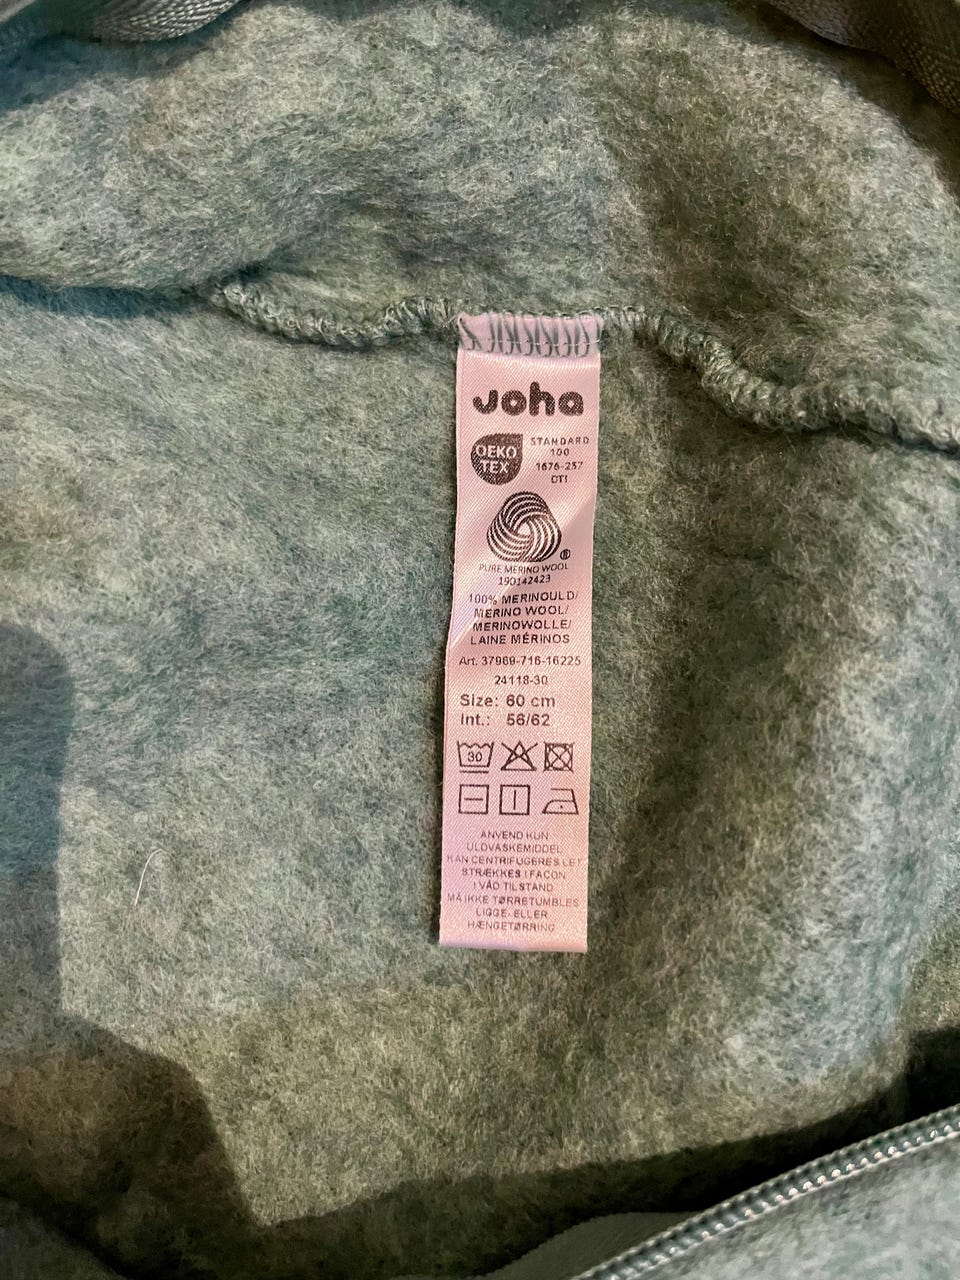 Joha
OEKO
TEX
STANDARD
100
1676-237
DTI
®
PURE MERINO WOOL
190142423
100% MERINOULD/
MERINO WOOL/
MERINOWOLLE/
LAINE MÉRINOS
Art. 37969-716-16225
24118-30
Size: 60 cm
Int.: 56/62
30
ANVEND KUN
ULDVASKEMIDDEL
KAN CENTRIFUGERES LET
STRÆKKES I FACON
I VÅD TILSTAND
MÅ IKKE TØRRETUMBLES
LIGGE- ELLER
HÆNGETØRRING